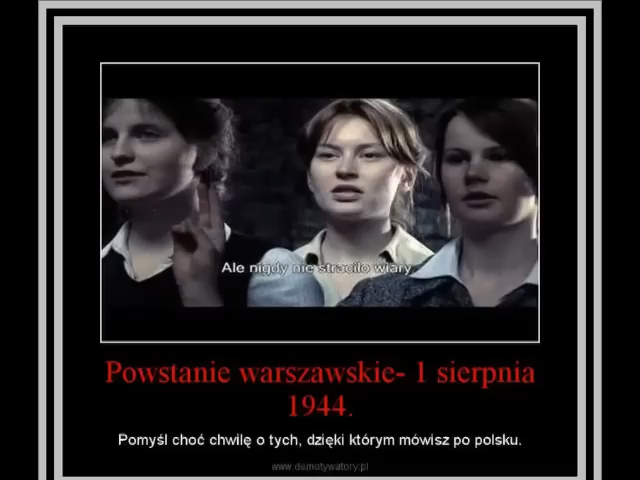 Ale nigdy nie straciło wiary
Powstanie warszawskie- 1 sierpnia
1944.
Pomyśl choć chwilę o tych, dzięki którym mówisz po polsku.
www.demotywatory.pl